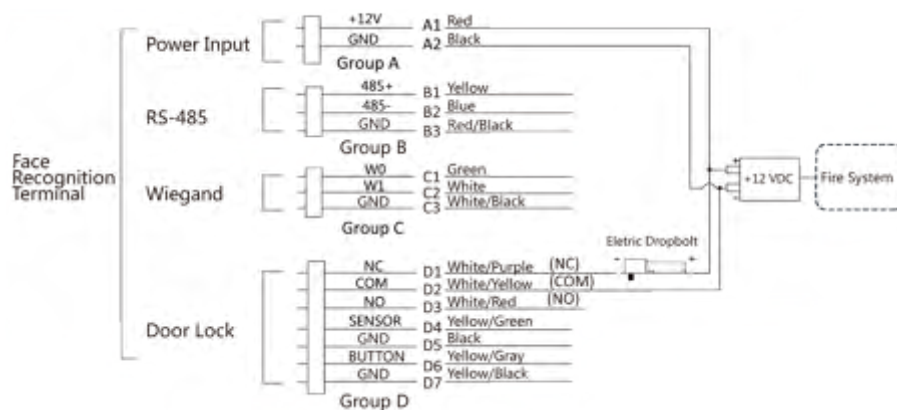 Face
Recognition
Terminal
Power Input
+12V A1 Red
GND A2 Black
Group A
RS-485
485+ B1 Yellow
485- B2 Blue
GND B3 Red/Black
Group B
Wiegand
W0 C1 Green
W1 C2 White
GND C3 White/Black
Group C
Door Lock
NC D1 White/Purple (NC)
COM D2 White/Yellow (COM)
NO D3 White/Red (NO)
SENSOR D4 Yellow/Green
GND D5 Black
BUTTON D6 Yellow/Gray
GND D7 Yellow/Black
Group D
Eletric Dropbolt
- +
+
+12 VDC
-
Fire System